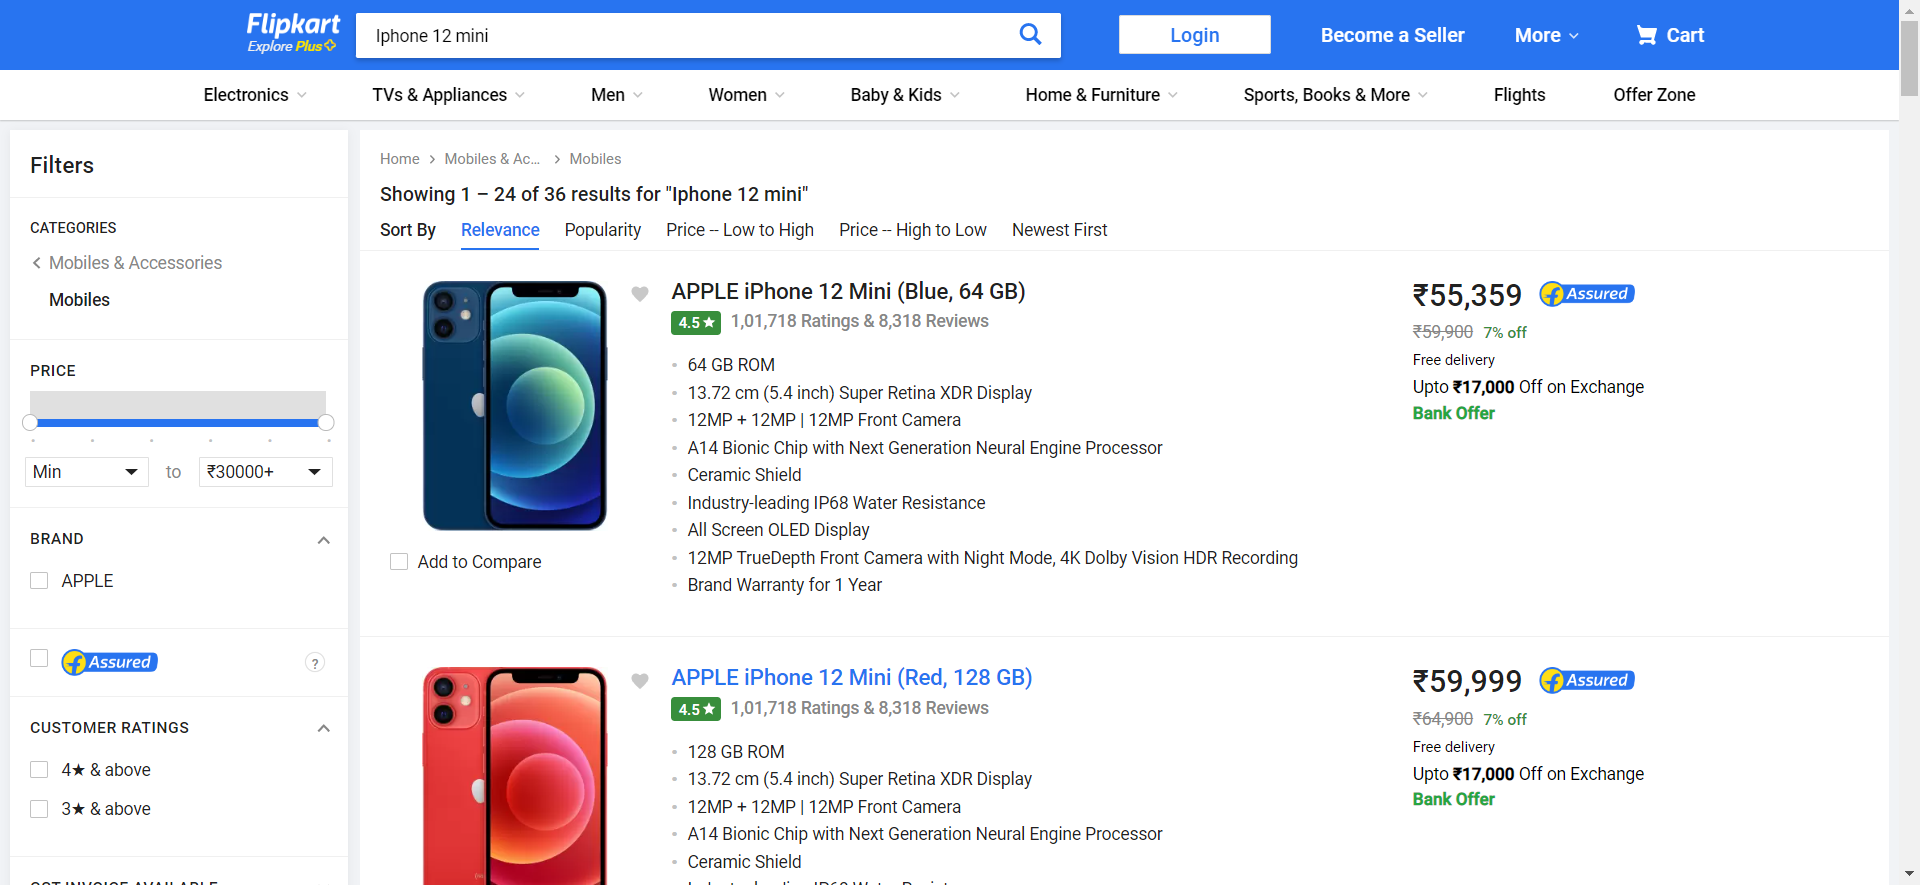 Flipkart
Explore Plus
Iphone 12 mini
Login
Become a Seller
More
Cart
Electronics
TVs & Appliances
Men
Women
Baby & Kids
Home & Furniture
Sports, Books & More
Flights
Offer Zone
Filters
CATEGORIES
Mobiles & Accessories
Mobiles
PRICE
Min to ₹30000+
BRAND
APPLE
Assured
?
CUSTOMER RATINGS
4★ & above
3★ & above
Home > Mobiles & Ac... > Mobiles
Showing 1 – 24 of 36 results for "Iphone 12 mini"
Sort By Relevance Popularity Price -- Low to High Price -- High to Low Newest First
APPLE iPhone 12 Mini (Blue, 64 GB)
4.5★ 1,01,718 Ratings & 8,318 Reviews
64 GB ROM
13.72 cm (5.4 inch) Super Retina XDR Display
12MP + 12MP | 12MP Front Camera
A14 Bionic Chip with Next Generation Neural Engine Processor
Ceramic Shield
Industry-leading IP68 Water Resistance
All Screen OLED Display
12MP TrueDepth Front Camera with Night Mode, 4K Dolby Vision HDR Recording
Brand Warranty for 1 Year
Add to Compare
₹55,359 Assured
₹59,900 7% off
Free delivery
Upto ₹17,000 Off on Exchange
Bank Offer
APPLE iPhone 12 Mini (Red, 128 GB)
4.5★ 1,01,718 Ratings & 8,318 Reviews
128 GB ROM
13.72 cm (5.4 inch) Super Retina XDR Display
12MP + 12MP | 12MP Front Camera
A14 Bionic Chip with Next Generation Neural Engine Processor
Ceramic Shield
₹59,999 Assured
₹64,900 7% off
Free delivery
Upto ₹17,000 Off on Exchange
Bank Offer